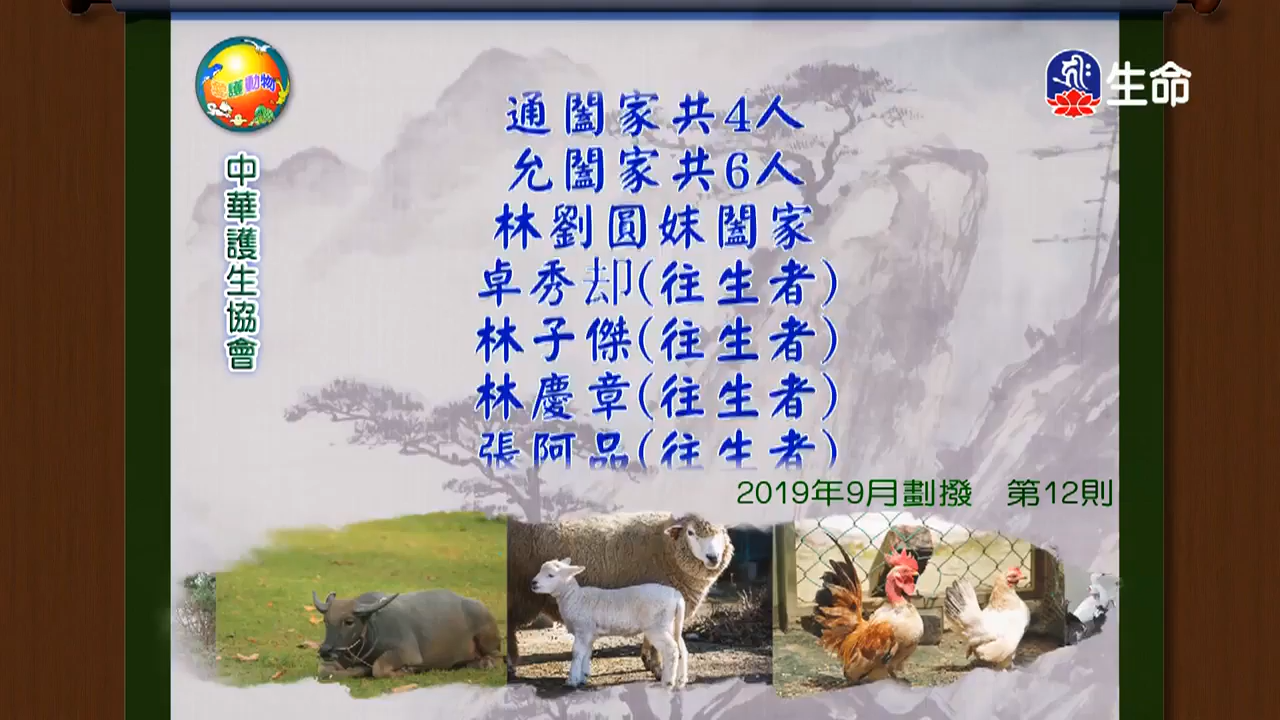 護動物
生命
中華護生協會
通闔家共4人
允闔家共6人
林劉圓妹闔家
卓秀却(往生者)
林子傑(往生者)
林慶章(往生者)
張阿品(往生者)
2019年9月劃撥 第12則